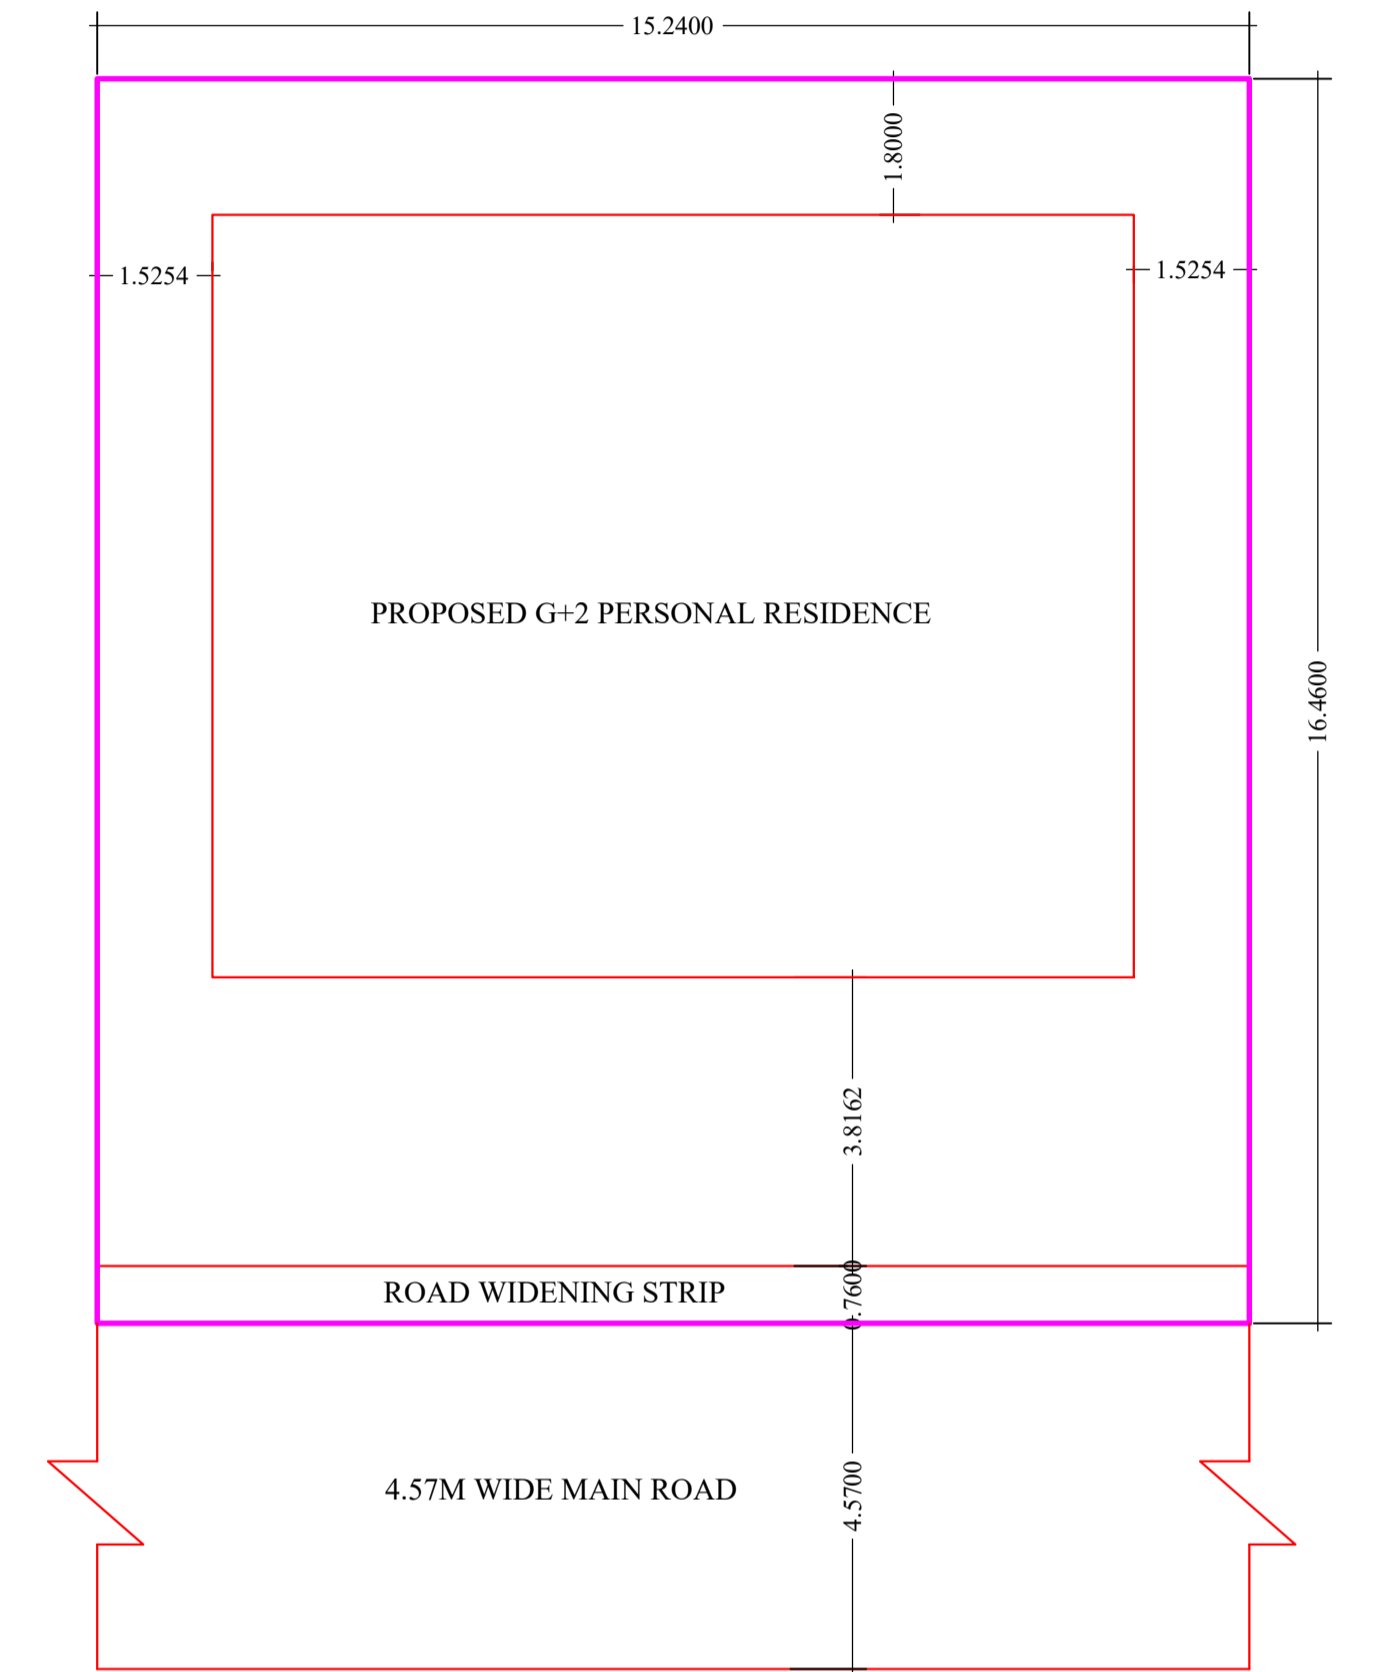 15.2400
1.8000
1.5254
1.5254
PROPOSED G+2 PERSONAL RESIDENCE
16.4600
3.8162
ROAD WIDENING STRIP
0.7600
4.57M WIDE MAIN ROAD
4.5700